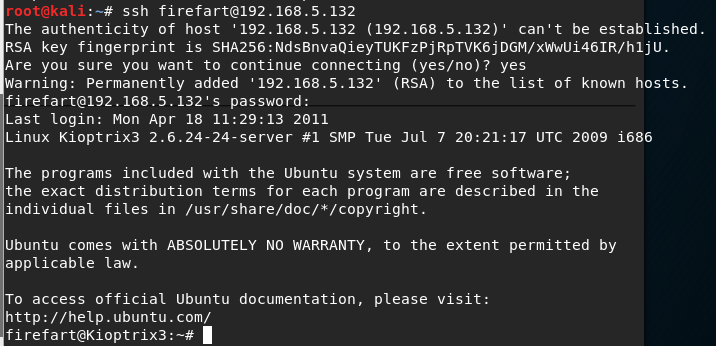 root@kali:~# ssh firefart@192.168.5.132
The authenticity of host '192.168.5.132 (192.168.5.132)' can't be established.
RSA key fingerprint is SHA256:NdsBnvaQieyTUKFzPjRpTVK6jDGM/xWwUi46IR/h1jU.
Are you sure you want to continue connecting (yes/no)? yes
Warning: Permanently added '192.168.5.132' (RSA) to the list of known hosts.
firefart@192.168.5.132's password:
Last login: Mon Apr 18 11:29:13 2011
Linux Kioptrix3 2.6.24-24-server #1 SMP Tue Jul 7 20:21:17 UTC 2009 i686
The programs included with the Ubuntu system are free software;
the exact distribution terms for each program are described in the
individual files in /usr/share/doc/*/copyright.
Ubuntu comes with ABSOLUTELY NO WARRANTY, to the extent permitted by
applicable law.
To access official Ubuntu documentation, please visit:
http://help.ubuntu.com/
firefart@Kioptrix3:~#